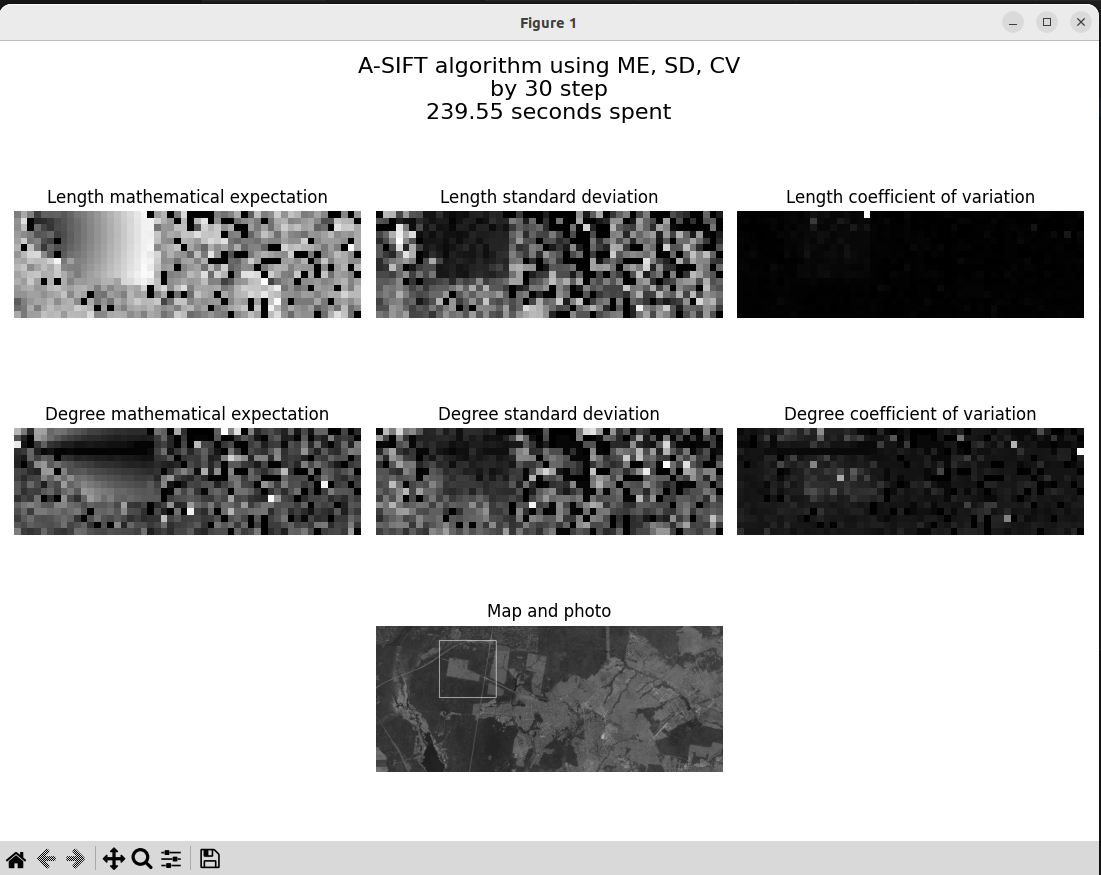 Figure 1
A-SIFT algorithm using ME, SD, CV
by 30 step
239.55 seconds spent
Length mathematical expectation
Length standard deviation
Length coefficient of variation
Degree mathematical expectation
Degree standard deviation
Degree coefficient of variation
Map and photo